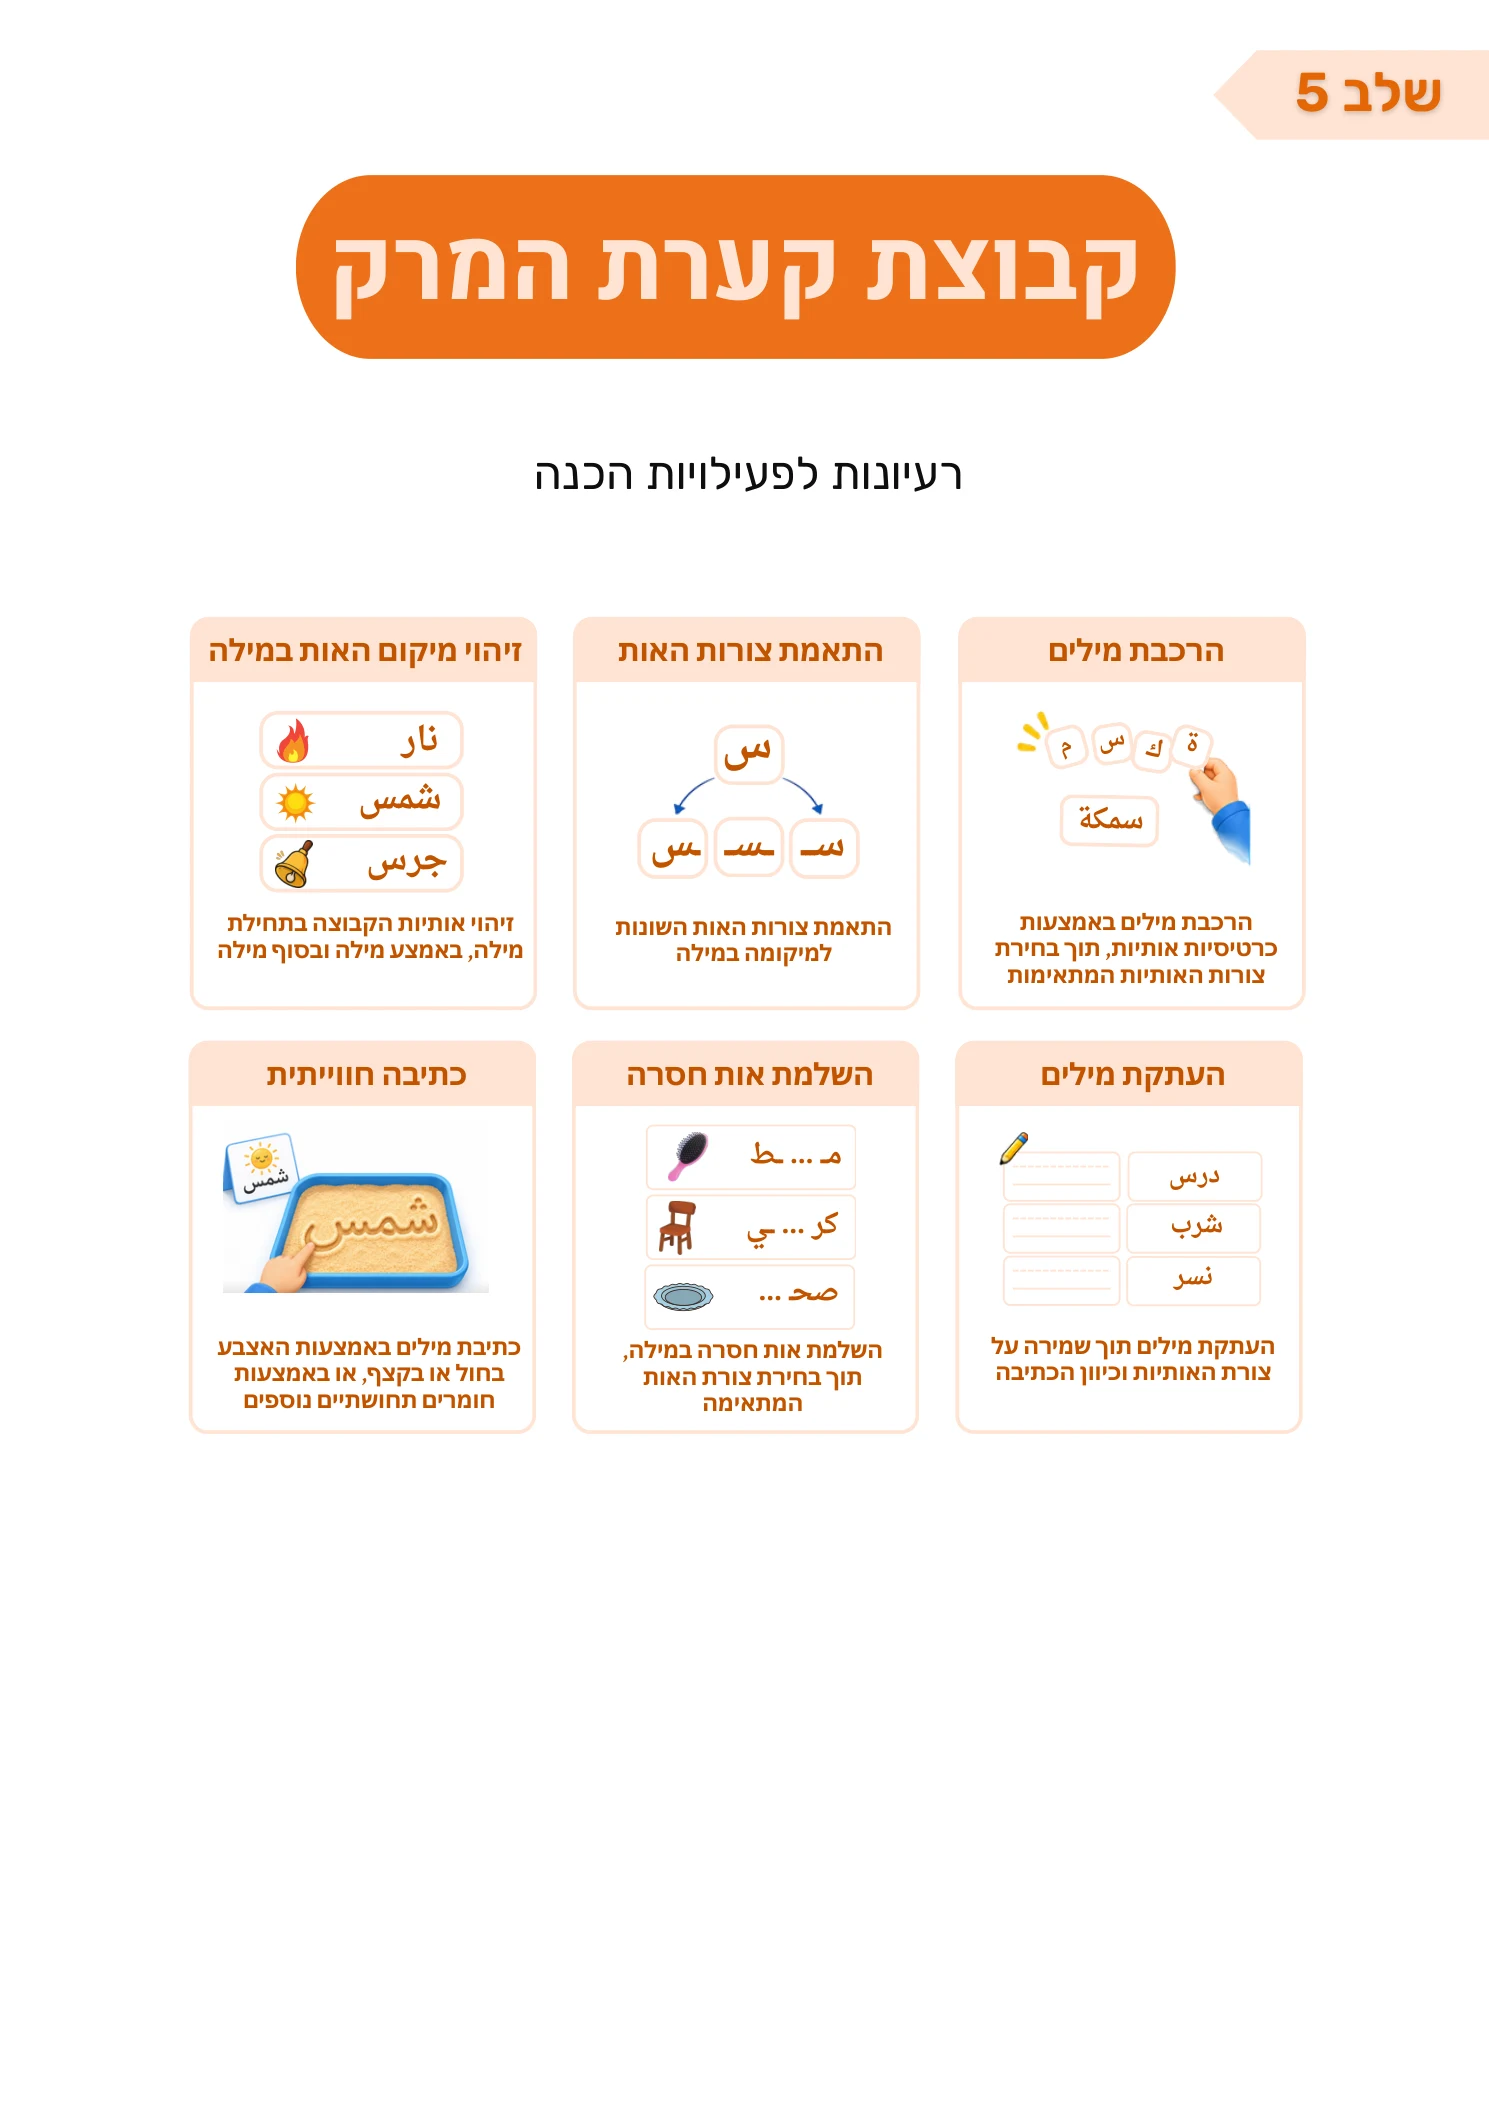 שלב 5
קבוצת קערת המרק
רעיונות לפעילויות הכנה
הרכבת מילים
ة
ك
س
م
سمكة
הרכבת מילים באמצעות
כרטיסיות אותיות, תוך בחירת
צורות האותיות המתאימות
התאמת צורות האות
س
سـ
ـسـ
ـس
התאמת צורות האות השונות
למיקומה במילה
זיהוי מיקום האות במילה
نار
شمس
جرس
זיהוי אותיות הקבוצה בתחילת
מילה, באמצע מילה ובסוף מילה
העתקת מילים
درس
شرب
نسر
העתקת מילים תוך שמירה על
צורת האותיות וכיוון הכתיבה
השלמת אות חסרה
مـ ... ـط
كر ... ـي
صحـ ...
השלמת אות חסרה במילה,
תוך בחירת צורת האות
המתאימה
כתיבה חווייתית
شمس
شمس
כתיבת מילים באמצעות האצבע
בחול או בקצף, או באמצעות
חומרים תחושתיים נוספים